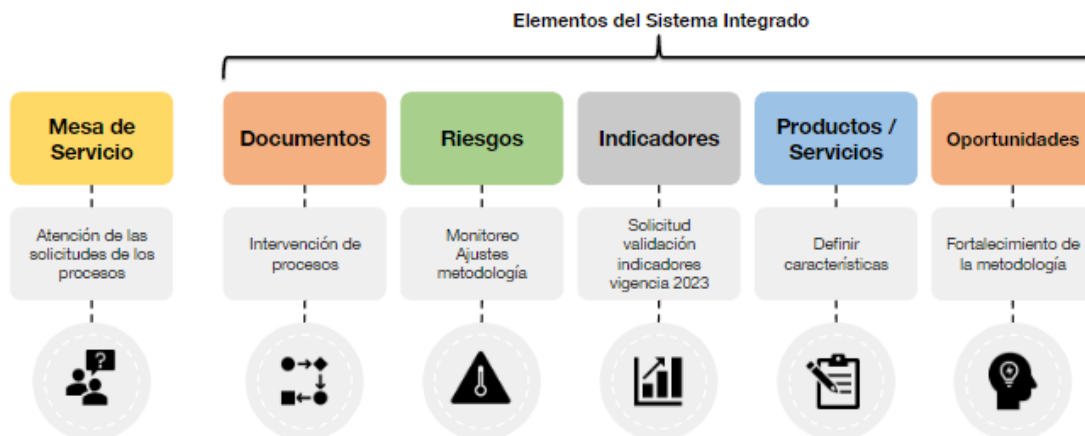 Elementos del Sistema Integrado
Mesa de
Servicio
Documentos
Riesgos
Indicadores
Productos /
Servicios
Oportunidades
Atención de las
solicitudes de los
procesos
Intervención de
procesos
Monitoreo
Ajustes
metodología
Solicitud
validación
indicadores
vigencia 2023
Definir
características
Fortalecimiento de
la metodología
?